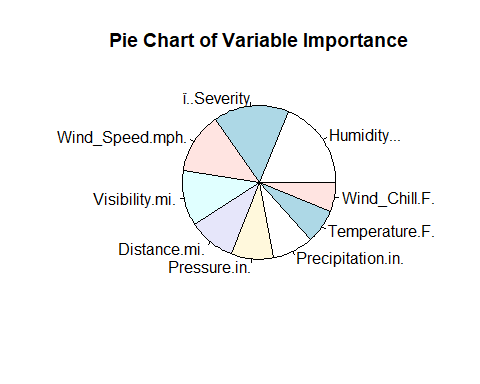 Pie Chart of Variable Importance
ï..Severity
Humidity...
Wind_Speed.mph.
Visibility.mi.
Wind_Chill.F.
Temperature.F.
Distance.mi.
Precipitation.in.
Pressure.in.